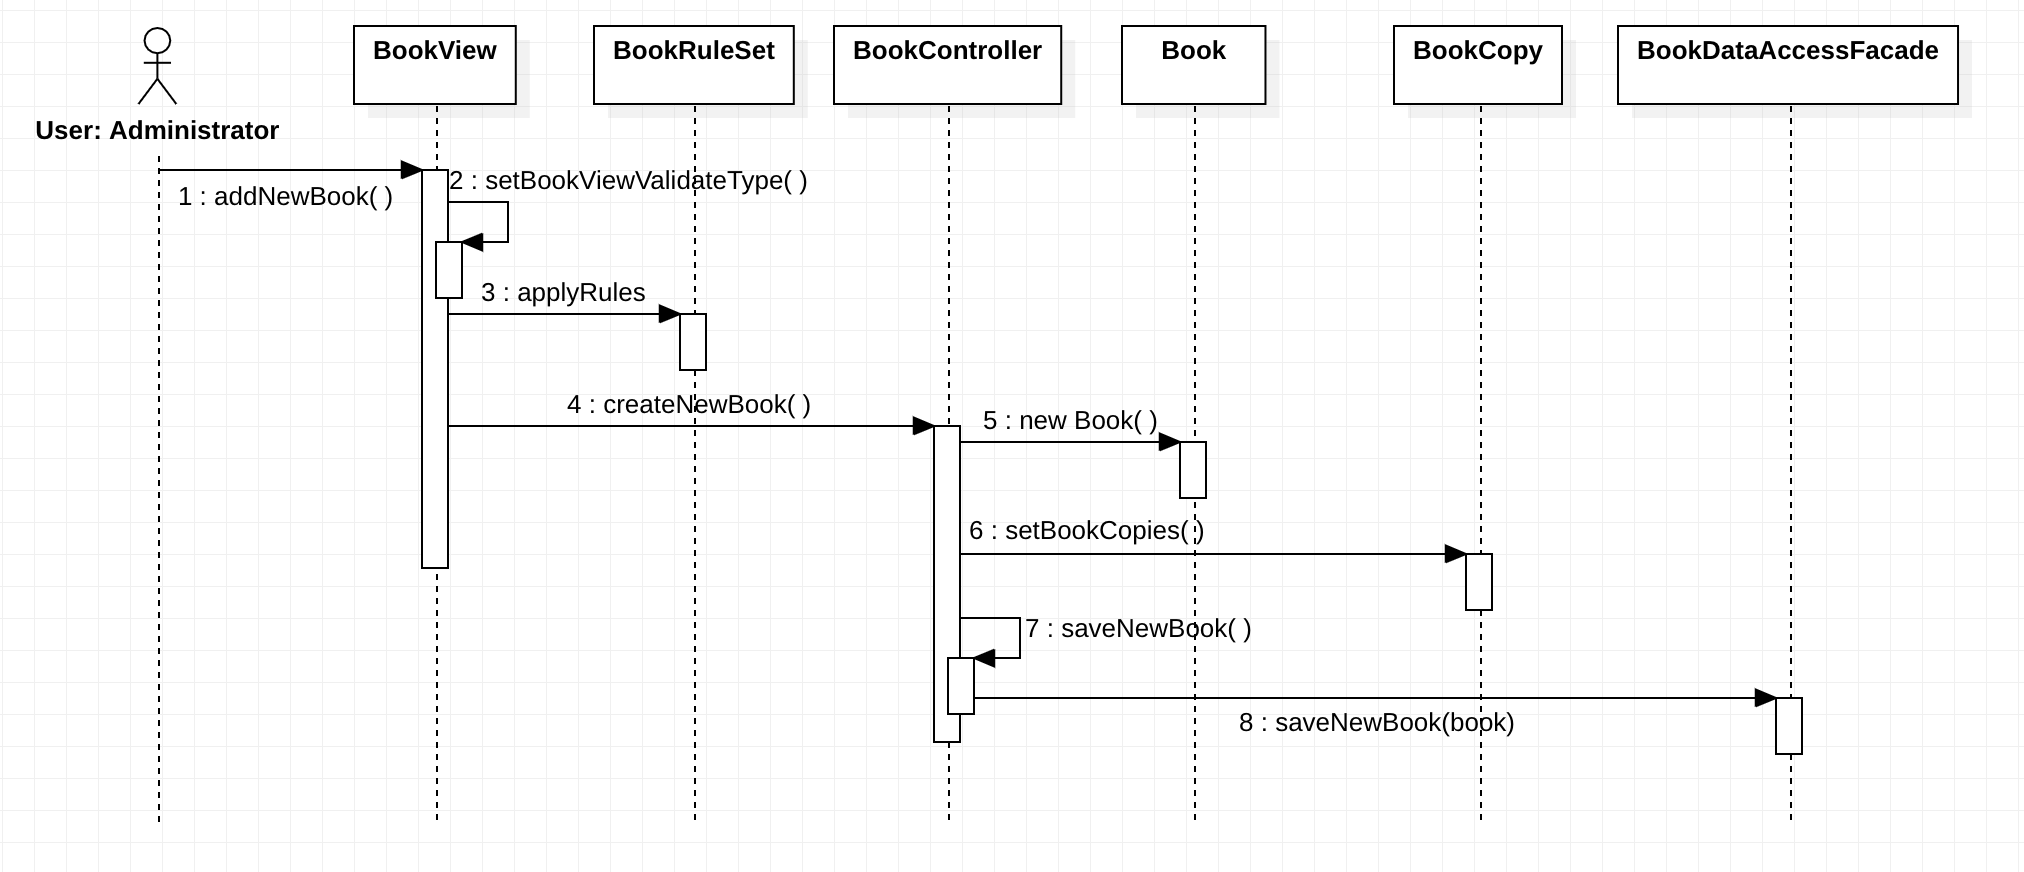 BookView
BookRuleSet
BookController
Book
BookCopy
BookDataAccessFacade
User: Administrator
1 : addNewBook( )
2 : setBookViewValidateType( )
3 : applyRules
4 : createNewBook( )
5 : new Book( )
6 : setBookCopies( )
7 : saveNewBook( )
8 : saveNewBook(book)